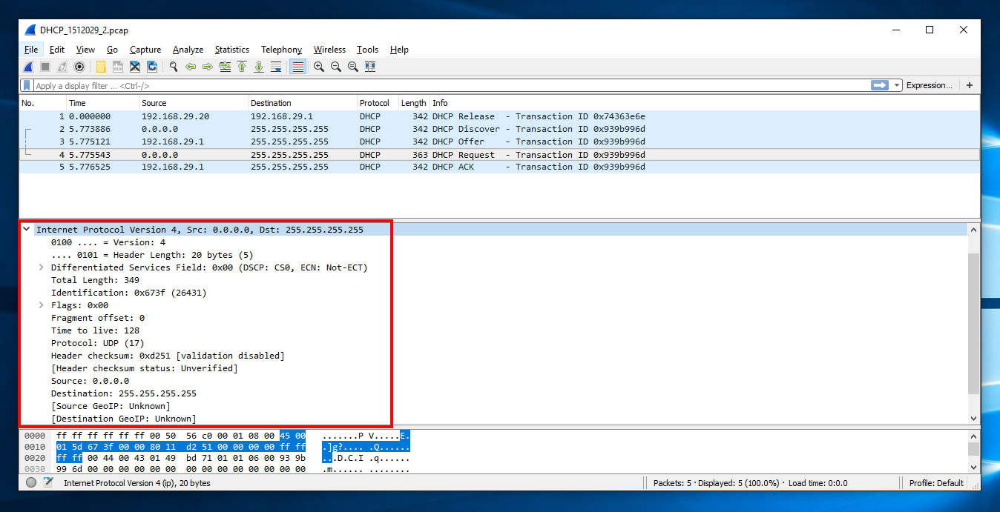 DHCP_1512029_2.pcap
File Edit View Go Capture Analyze Statistics Telephony Wireless Tools Help
Apply a display filter ... <Ctrl-/> Expression... +
No. Time Source Destination Protocol Length Info
1 0.000000 192.168.29.20 192.168.29.1 DHCP 342 DHCP Release - Transaction ID 0x74363e6e
2 5.773886 0.0.0.0 255.255.255.255 DHCP 342 DHCP Discover - Transaction ID 0x939b996d
3 5.775121 192.168.29.1 255.255.255.255 DHCP 342 DHCP Offer - Transaction ID 0x939b996d
4 5.775543 0.0.0.0 255.255.255.255 DHCP 363 DHCP Request - Transaction ID 0x939b996d
5 5.776525 192.168.29.1 255.255.255.255 DHCP 342 DHCP ACK - Transaction ID 0x939b996d
Internet Protocol Version 4, Src: 0.0.0.0, Dst: 255.255.255.255
0100 .... = Version: 4
.... 0101 = Header Length: 20 bytes (5)
Differentiated Services Field: 0x00 (DSCP: CS0, ECN: Not-ECT)
Total Length: 349
Identification: 0x673f (26431)
Flags: 0x00
Fragment offset: 0
Time to live: 128
Protocol: UDP (17)
Header checksum: 0xd251 [validation disabled]
[Header checksum status: Unverified]
Source: 0.0.0.0
Destination: 255.255.255.255
[Source GeoIP: Unknown]
[Destination GeoIP: Unknown]
0000 ff ff ff ff ff ff 00 50 56 c0 00 01 08 00 45 00 .......P V.....E.
0010 01 5d 67 3f 00 00 80 11 d2 51 00 00 00 00 ff ff .]g?.... .Q......
0020 ff ff 00 44 00 43 01 49 bd 71 01 01 06 00 93 9b ...D.C.I .q......
0030 99 6d 00 00 00 00 00 00 00 00 00 00 00 00 00 00 .m...... ........
Internet Protocol Version 4 (ip), 20 bytes Packets: 5 · Displayed: 5 (100.0%) · Load time: 0:0.0 Profile: Default